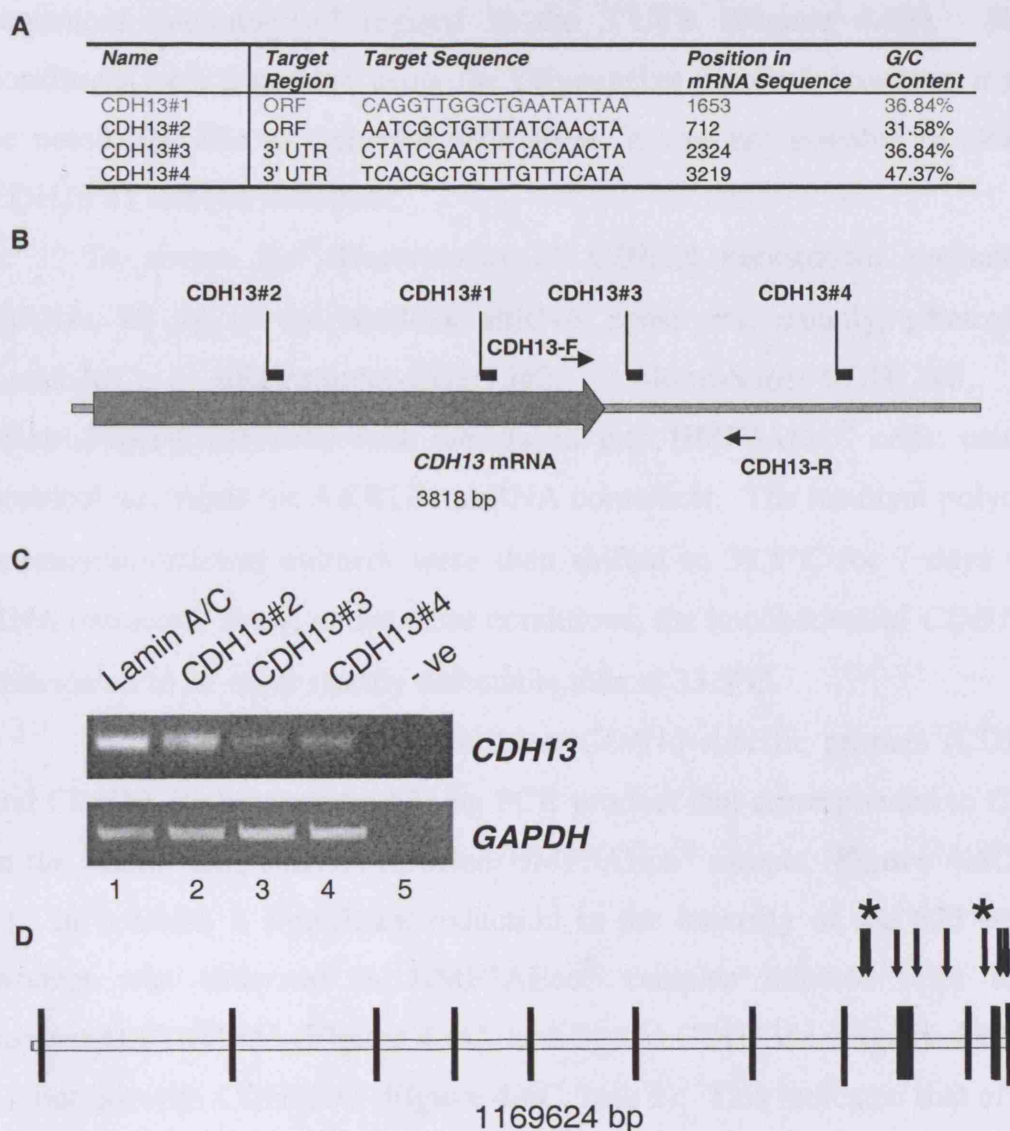 A
Name Target Region Target Sequence Position in mRNA Sequence G/C Content
CDH13#1 ORF CAGGTTGGCTGAATATTAA 1653 36.84%
CDH13#2 ORF AATCGCTGTTTATCAACTA 712 31.58%
CDH13#3 3' UTR CTATCGAACTTCACAACTA 2324 36.84%
CDH13#4 3' UTR TCACGCTGTTTGTTTCATA 3219 47.37%
B
CDH13#2 CDH13#1 CDH13#3 CDH13#4
CDH13-F
CDH13 mRNA CDH13-R
3818 bp
C
Lamin A/C CDH13#2 CDH13#3 CDH13#4 -ve
CDH13
GAPDH
1 2 3 4 5
D
* *
1169624 bp